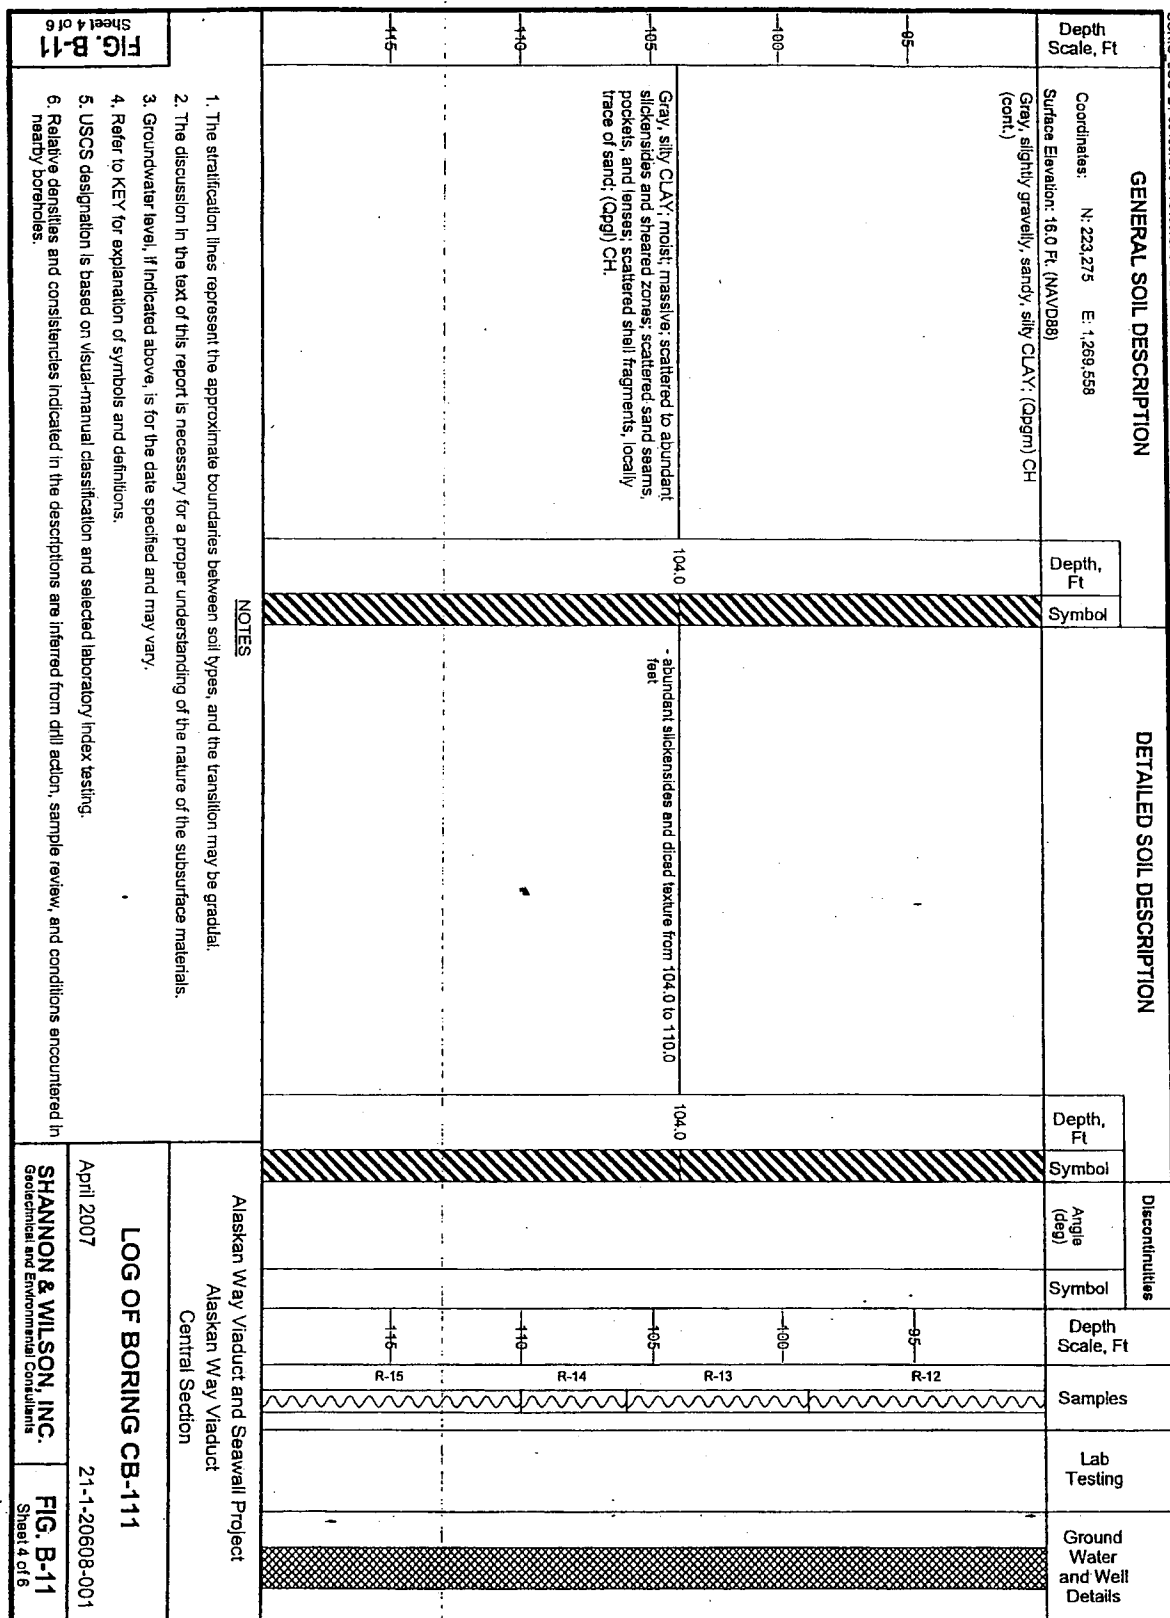 GENERAL SOIL DESCRIPTION
Coordinates: N: 223,275 E: 1,269,558
Surface Elevation: 16.0 Ft. (NAVD88)
Depth Scale, Ft
Depth, Ft
Symbol
DETAILED SOIL DESCRIPTION
Depth, Ft
Symbol
Discontinuities
Angle (deg)
Symbol
Depth Scale, Ft
Samples
Lab Testing
Ground Water and Well Details
Gray, slightly gravelly, sandy, silty CLAY; (Qpgm) CH
(cont.)
95
100
105
110
115
Gray, silty CLAY; moist; massive; scattered to abundant
slickensides and sheared zones; scattered sand seams,
pockets, and lenses; scattered shell fragments, locally
trace of sand; (Qpgl) CH.
104.0
- abundant slickensides and diced texture from 104.0 to 110.0
feet
104.0
95
100
105
110
115
R-12
R-13
R-14
R-15
NOTES
1. The stratification lines represent the approximate boundaries between soil types, and the transition may be gradual.
2. The discussion in the text of this report is necessary for a proper understanding of the nature of the subsurface materials.
3. Groundwater level, if indicated above, is for the date specified and may vary.
4. Refer to KEY for explanation of symbols and definitions.
5. USCS designation is based on visual-manual classification and selected laboratory index testing.
6. Relative densities and consistencies indicated in the descriptions are inferred from drill action, sample review, and conditions encountered in
nearby boreholes.
Alaskan Way Viaduct and Seawall Project
Alaskan Way Viaduct
Central Section
LOG OF BORING CB-111
April 2007 21-1-20608-001
SHANNON & WILSON, INC.
Geotechnical and Environmental Consultants
FIG. B-11
Sheet 4 of 6
FIG. B-11
Sheet 4 of 6